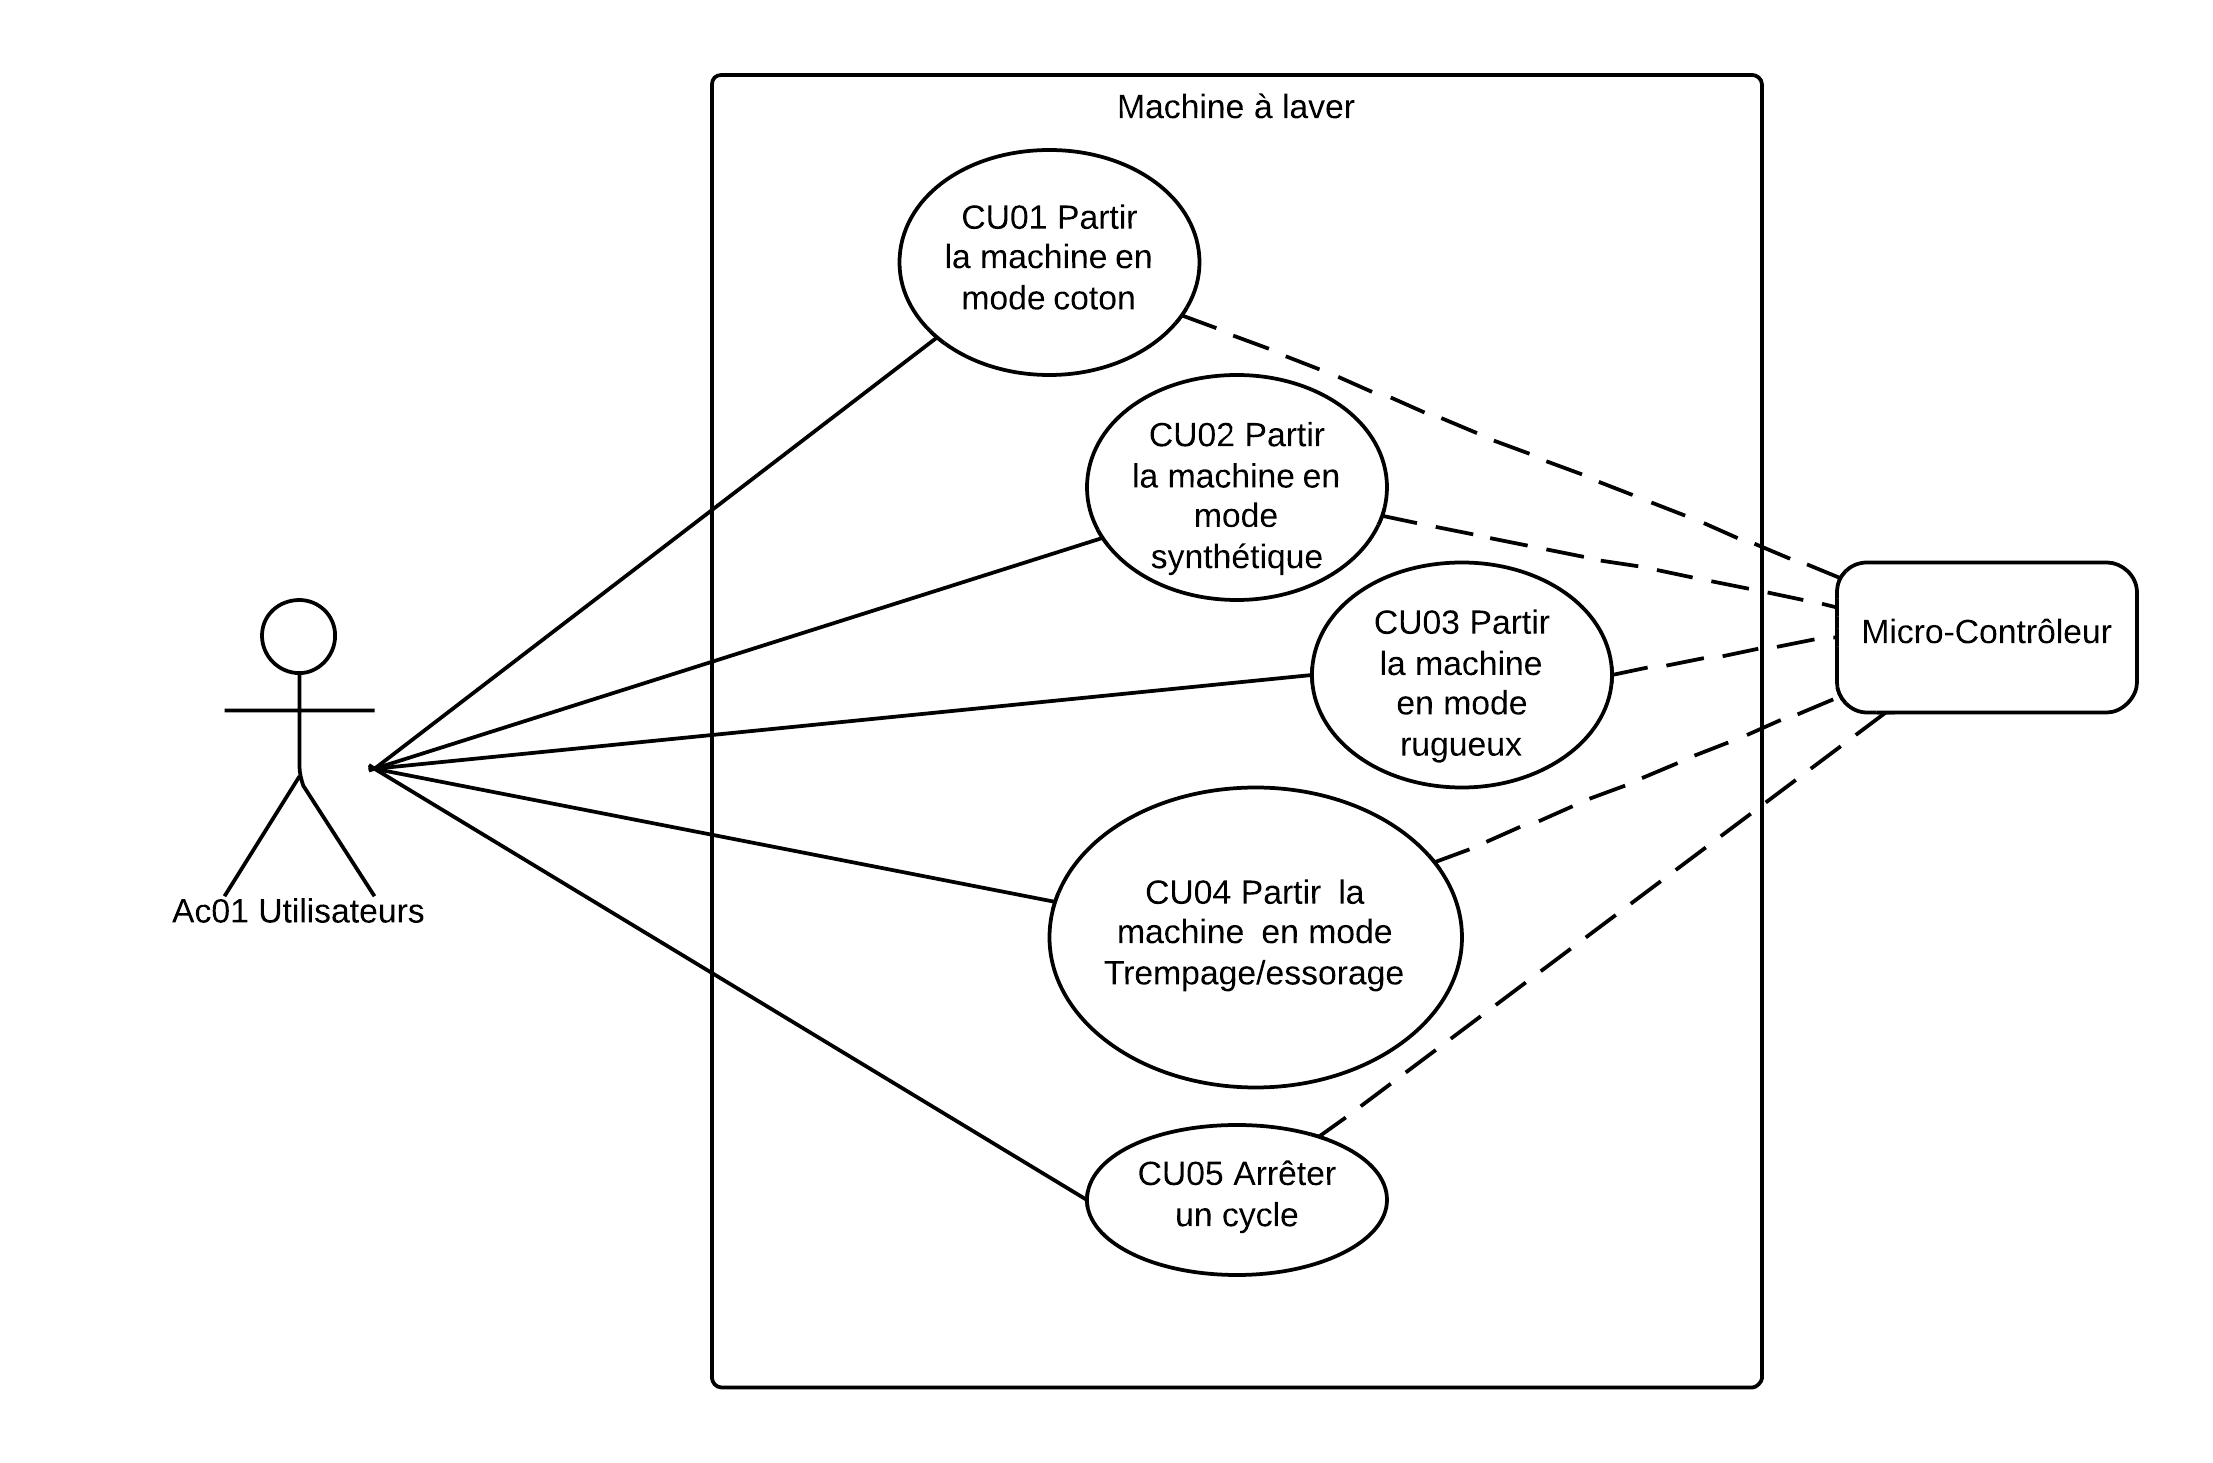 Machine à laver
CU01 Partir
la machine en
mode coton
CU02 Partir
la machine en
mode
synthétique
CU03 Partir
la machine
en mode
rugueux
Micro-Contrôleur
Ac01 Utilisateurs
CU04 Partir  la
machine  en mode
Trempage/essorage
CU05 Arrêter
un cycle